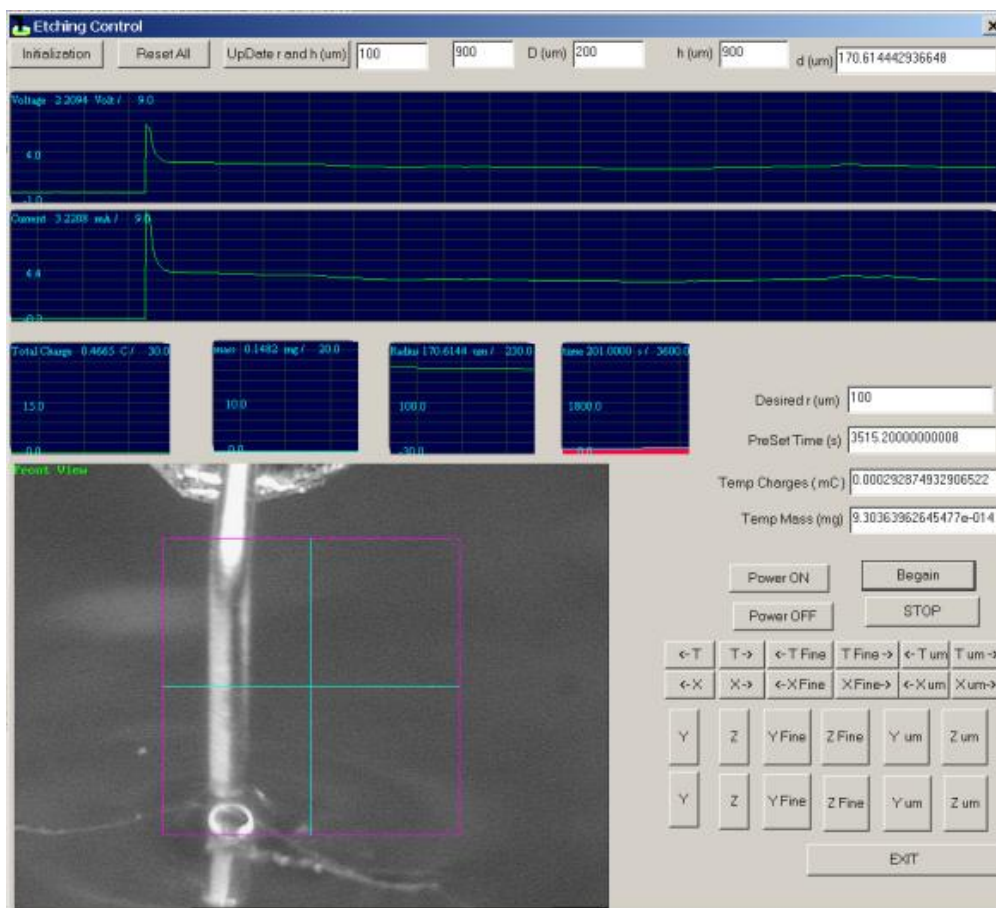 Etching Control
Initialization Reset All UpDate r and h (um) 100 900 D (um) 200 h (um) 900 d (um) 170.614442936648
Voltage 2.2094 Volt / 9.0
4.0
-1.0
Current 3.2208 mA / 9.0
4.4
Total Charge 0.4665 C / 30.0
15.0
0.0
mass 0.1482 mg / 20.0
10.0
0.0
Radius 170.6144 um / 230.0
100.0
-30.0
time 201.0000 s / 3600.0
1800.0
0.0
Desired r (um) 100
PreSet Time (s) 3515.20000000008
Temp Charges (mC) 0.000292874932906522
Temp Mass (mg) 9.30363962645477e-014
Front View
Power ON Begain
Power OFF STOP
<-T T-> <-T Fine T Fine-> <-T um T um->
<-X X-> <-X Fine X Fine-> <-X um X um->
Y Z Y Fine Z Fine Y um Z um
Y Z Y Fine Z Fine Y um Z um
EXIT